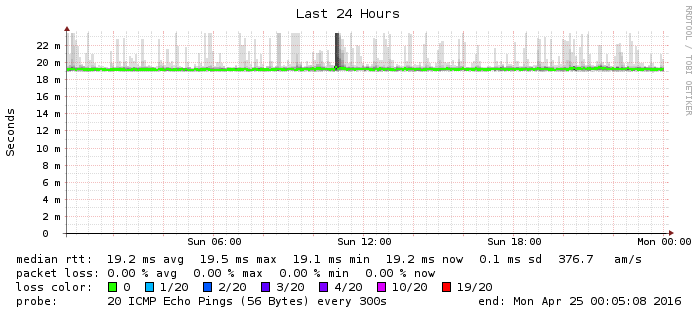 Last 24 Hours
RRDTOOL / TOBI OETIKER
Seconds
22 m
20 m
18 m
16 m
14 m
12 m
10 m
8 m
6 m
4 m
2 m
0
Sun 06:00 Sun 12:00 Sun 18:00 Mon 00:00
median rtt: 19.2 ms avg 19.5 ms max 19.1 ms min 19.2 ms now 0.1 ms sd 376.7 am/s
packet loss: 0.00 % avg 0.00 % max 0.00 % min 0.00 % now
loss color: 0 1/20 2/20 3/20 4/20 10/20 19/20
probe: 20 ICMP Echo Pings (56 Bytes) every 300s end: Mon Apr 25 00:05:08 2016